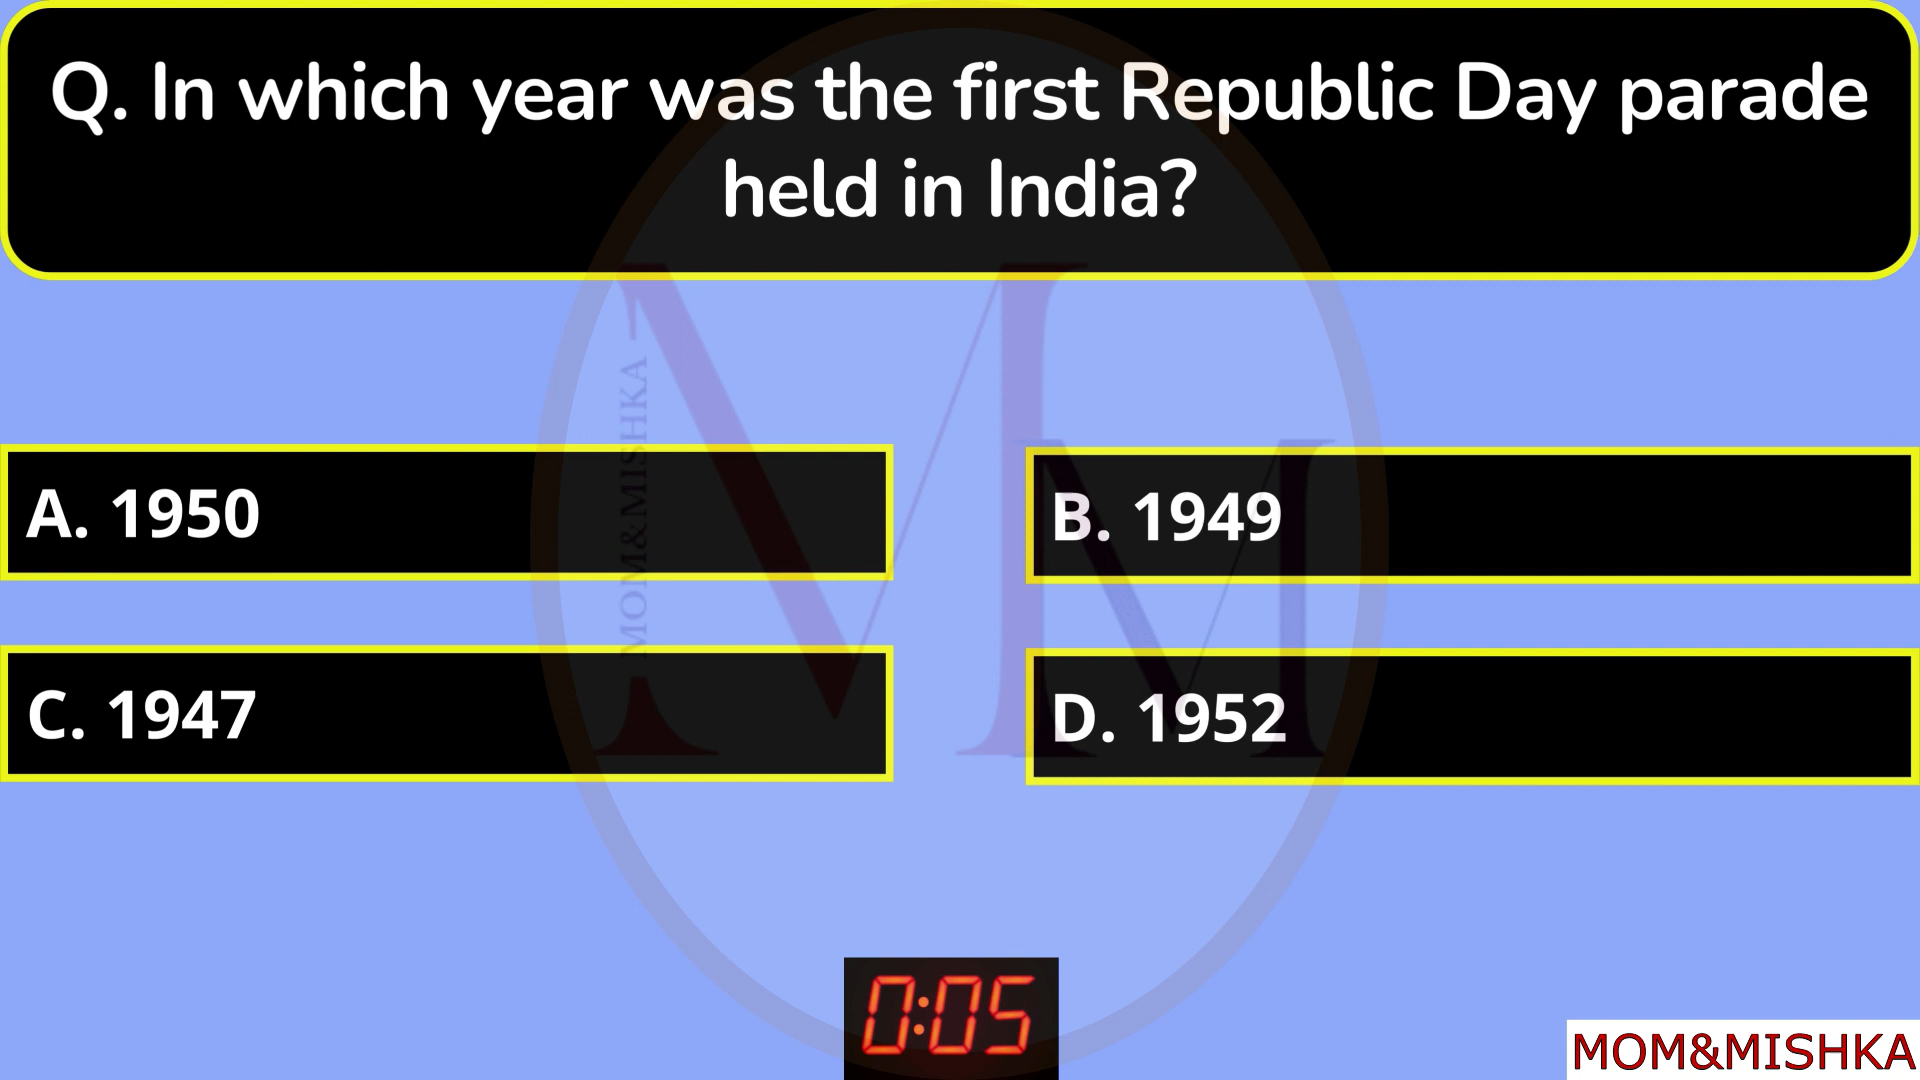 Q. In which year was the first Republic Day parade
held in India?
A. 1950
B. 1949
C. 1947
D. 1952
MOM&MISHKA
0:05
MOM&MISHKA